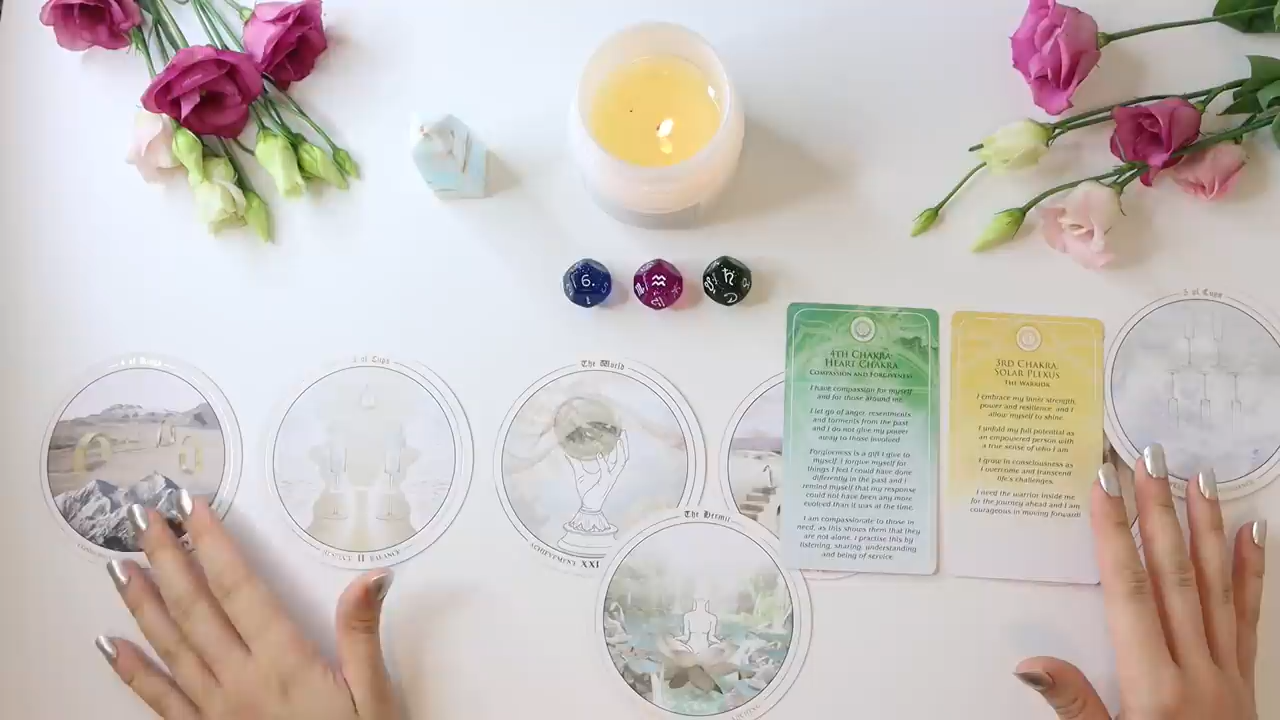 6.
The World
5 of Cups
4TH CHAKRA:
HEART CHAKRA
COMPASSION AND FORGIVENESS
I have compassion for myself
and for those around me.
I let go of anger, resentments
and torments from the past
and I do not give my power
away to those involved
Forgiveness is a gift I give to
myself. I forgive myself for
things I feel I could have done
differently in the past and I
remind myself that my response
could not have been any more
evolved than it was at the time.
I am compassionate to those in
need, as this shows them that they
are not alone. I practise this by
listening, sharing, understanding
and being of service.
3RD CHAKRA:
SOLAR PLEXUS
THE WARRIOR
I embrace my inner strength,
power and resilience, and I
allow myself to shine.
I unfold my full potential as
an empowered person with
a true sense of who I am.
I grow in consciousness as
I overcome and transcend
life's challenges.
I need the warrior inside me
for the journey ahead and I am
courageous in moving forward.
II BALANCE
ACHIEVEMENT XXI
The Hermit